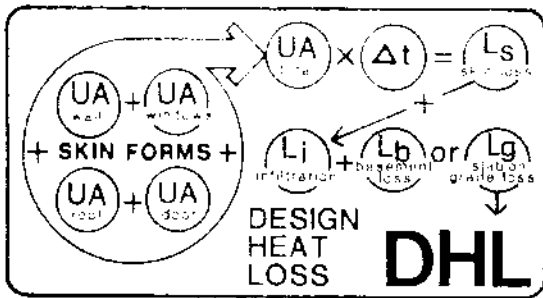 UA × Δt = Ls
skin loss
UA + UA
wall windows
+ SKIN FORMS +
+
Li + Lb or Lg
infiltration basement loss slab on grade loss
UA + UA
roof door
DESIGN
HEAT
LOSS
DHL